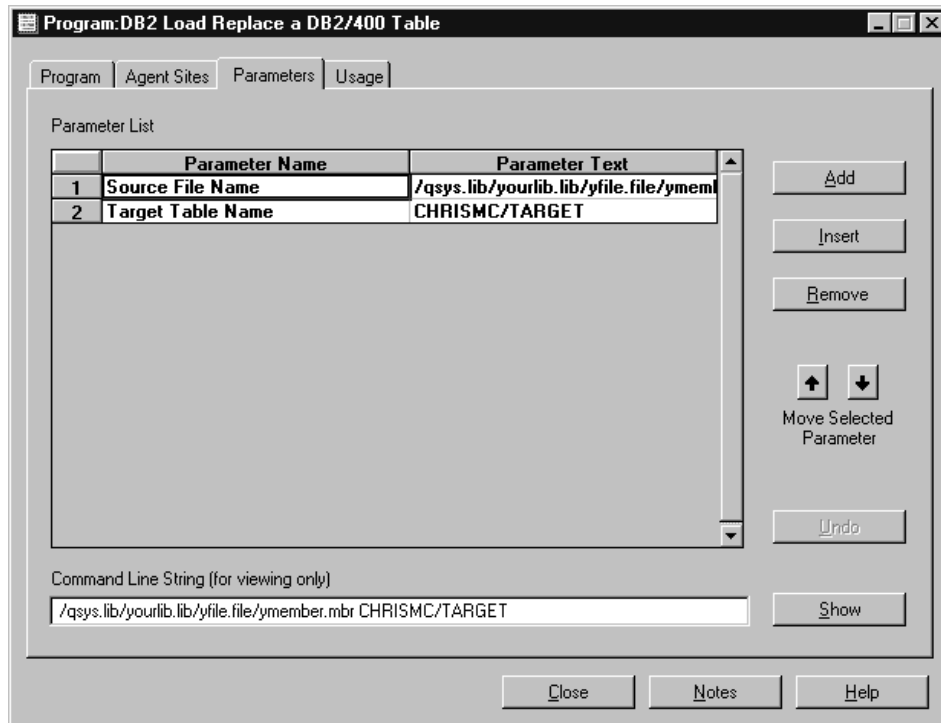 Program:DB2 Load Replace a DB2/400 Table
Program Agent Sites Parameters Usage
Parameter List
Parameter Name Parameter Text
1 Source File Name /qsys.lib/yourlib.lib/yfile.file/ymeml
2 Target Table Name CHRISMC/TARGET
Add
Insert
Remove
Move Selected
Parameter
Undo
Command Line String (for viewing only)
/qsys.lib/yourlib.lib/yfile.file/ymember.mbr CHRISMC/TARGET
Show
Close Notes Help